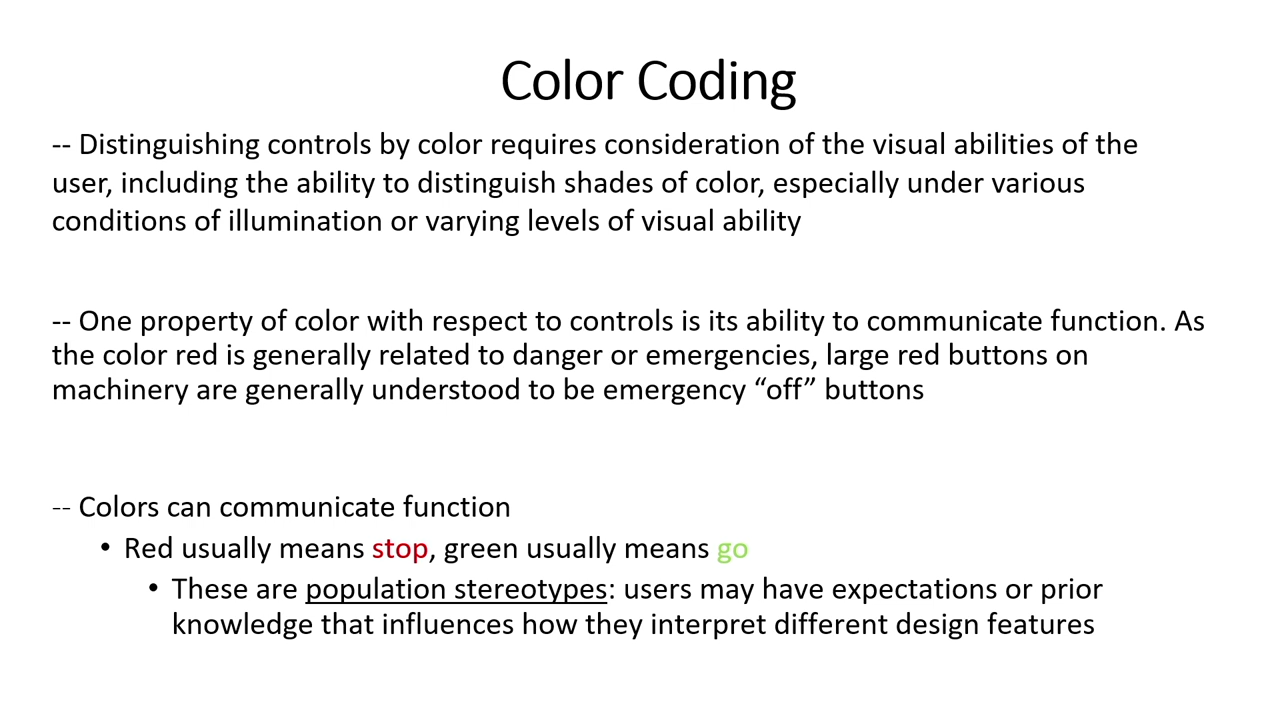 Color Coding
-- Distinguishing controls by color requires consideration of the visual abilities of the
user, including the ability to distinguish shades of color, especially under various
conditions of illumination or varying levels of visual ability
-- One property of color with respect to controls is its ability to communicate function. As
the color red is generally related to danger or emergencies, large red buttons on
machinery are generally understood to be emergency “off” buttons
-- Colors can communicate function
• Red usually means stop, green usually means go
• These are population stereotypes: users may have expectations or prior
knowledge that influences how they interpret different design features